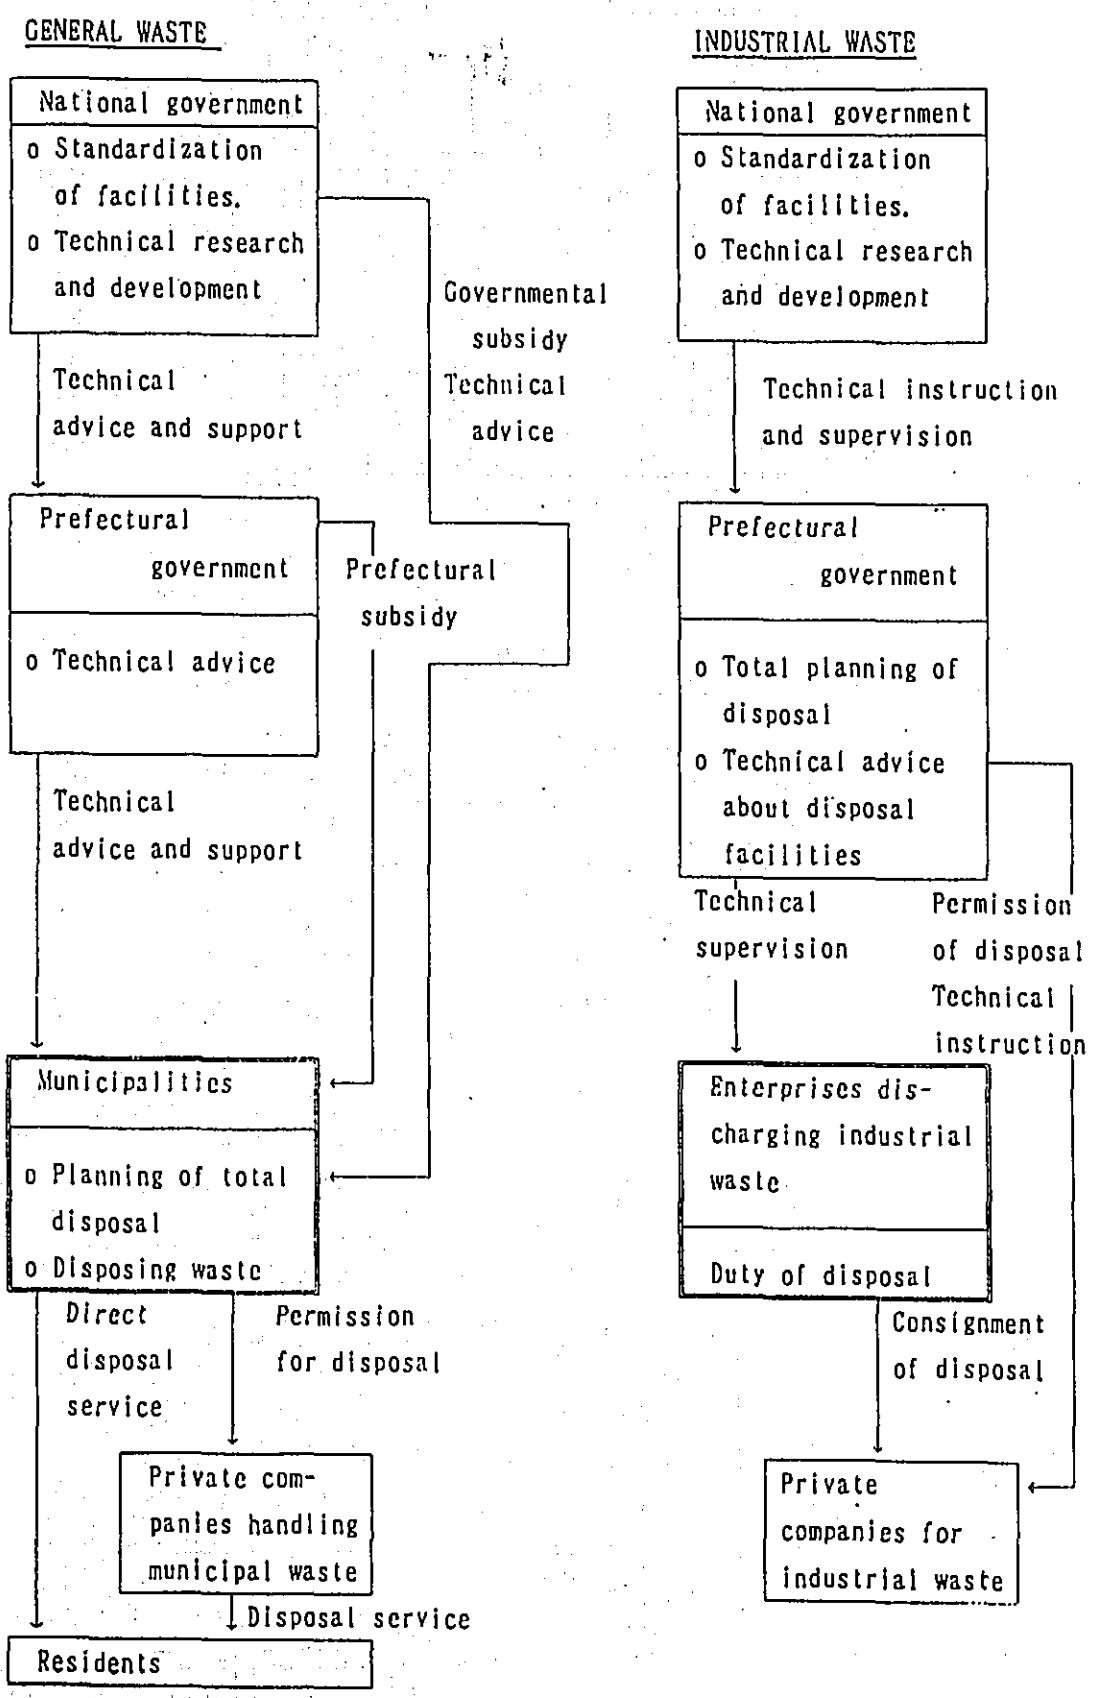 GENERAL WASTE
National government
o Standardization
of facilities.
o Technical research
and development
Governmental
subsidy
Technical
advice
Technical
advice and support
Prefectural
government
o Technical advice
Prefectural
subsidy
Technical
advice and support
Municipalities
o Planning of total
disposal
o Disposing waste
Direct
disposal
service
Permission
for disposal
Private com-
panies handling
municipal waste
Disposal service
Residents
INDUSTRIAL WASTE
National government
o Standardization
of facilities.
o Technical research
and development
Technical instruction
and supervision
Prefectural
government
o Total planning of
disposal
o Technical advice
about disposal
facilities
Technical
supervision
Permission
of disposal
Technical
instruction
Enterprises dis-
charging industrial
waste
Duty of disposal
Consignment
of disposal
Private
companies for
industrial waste